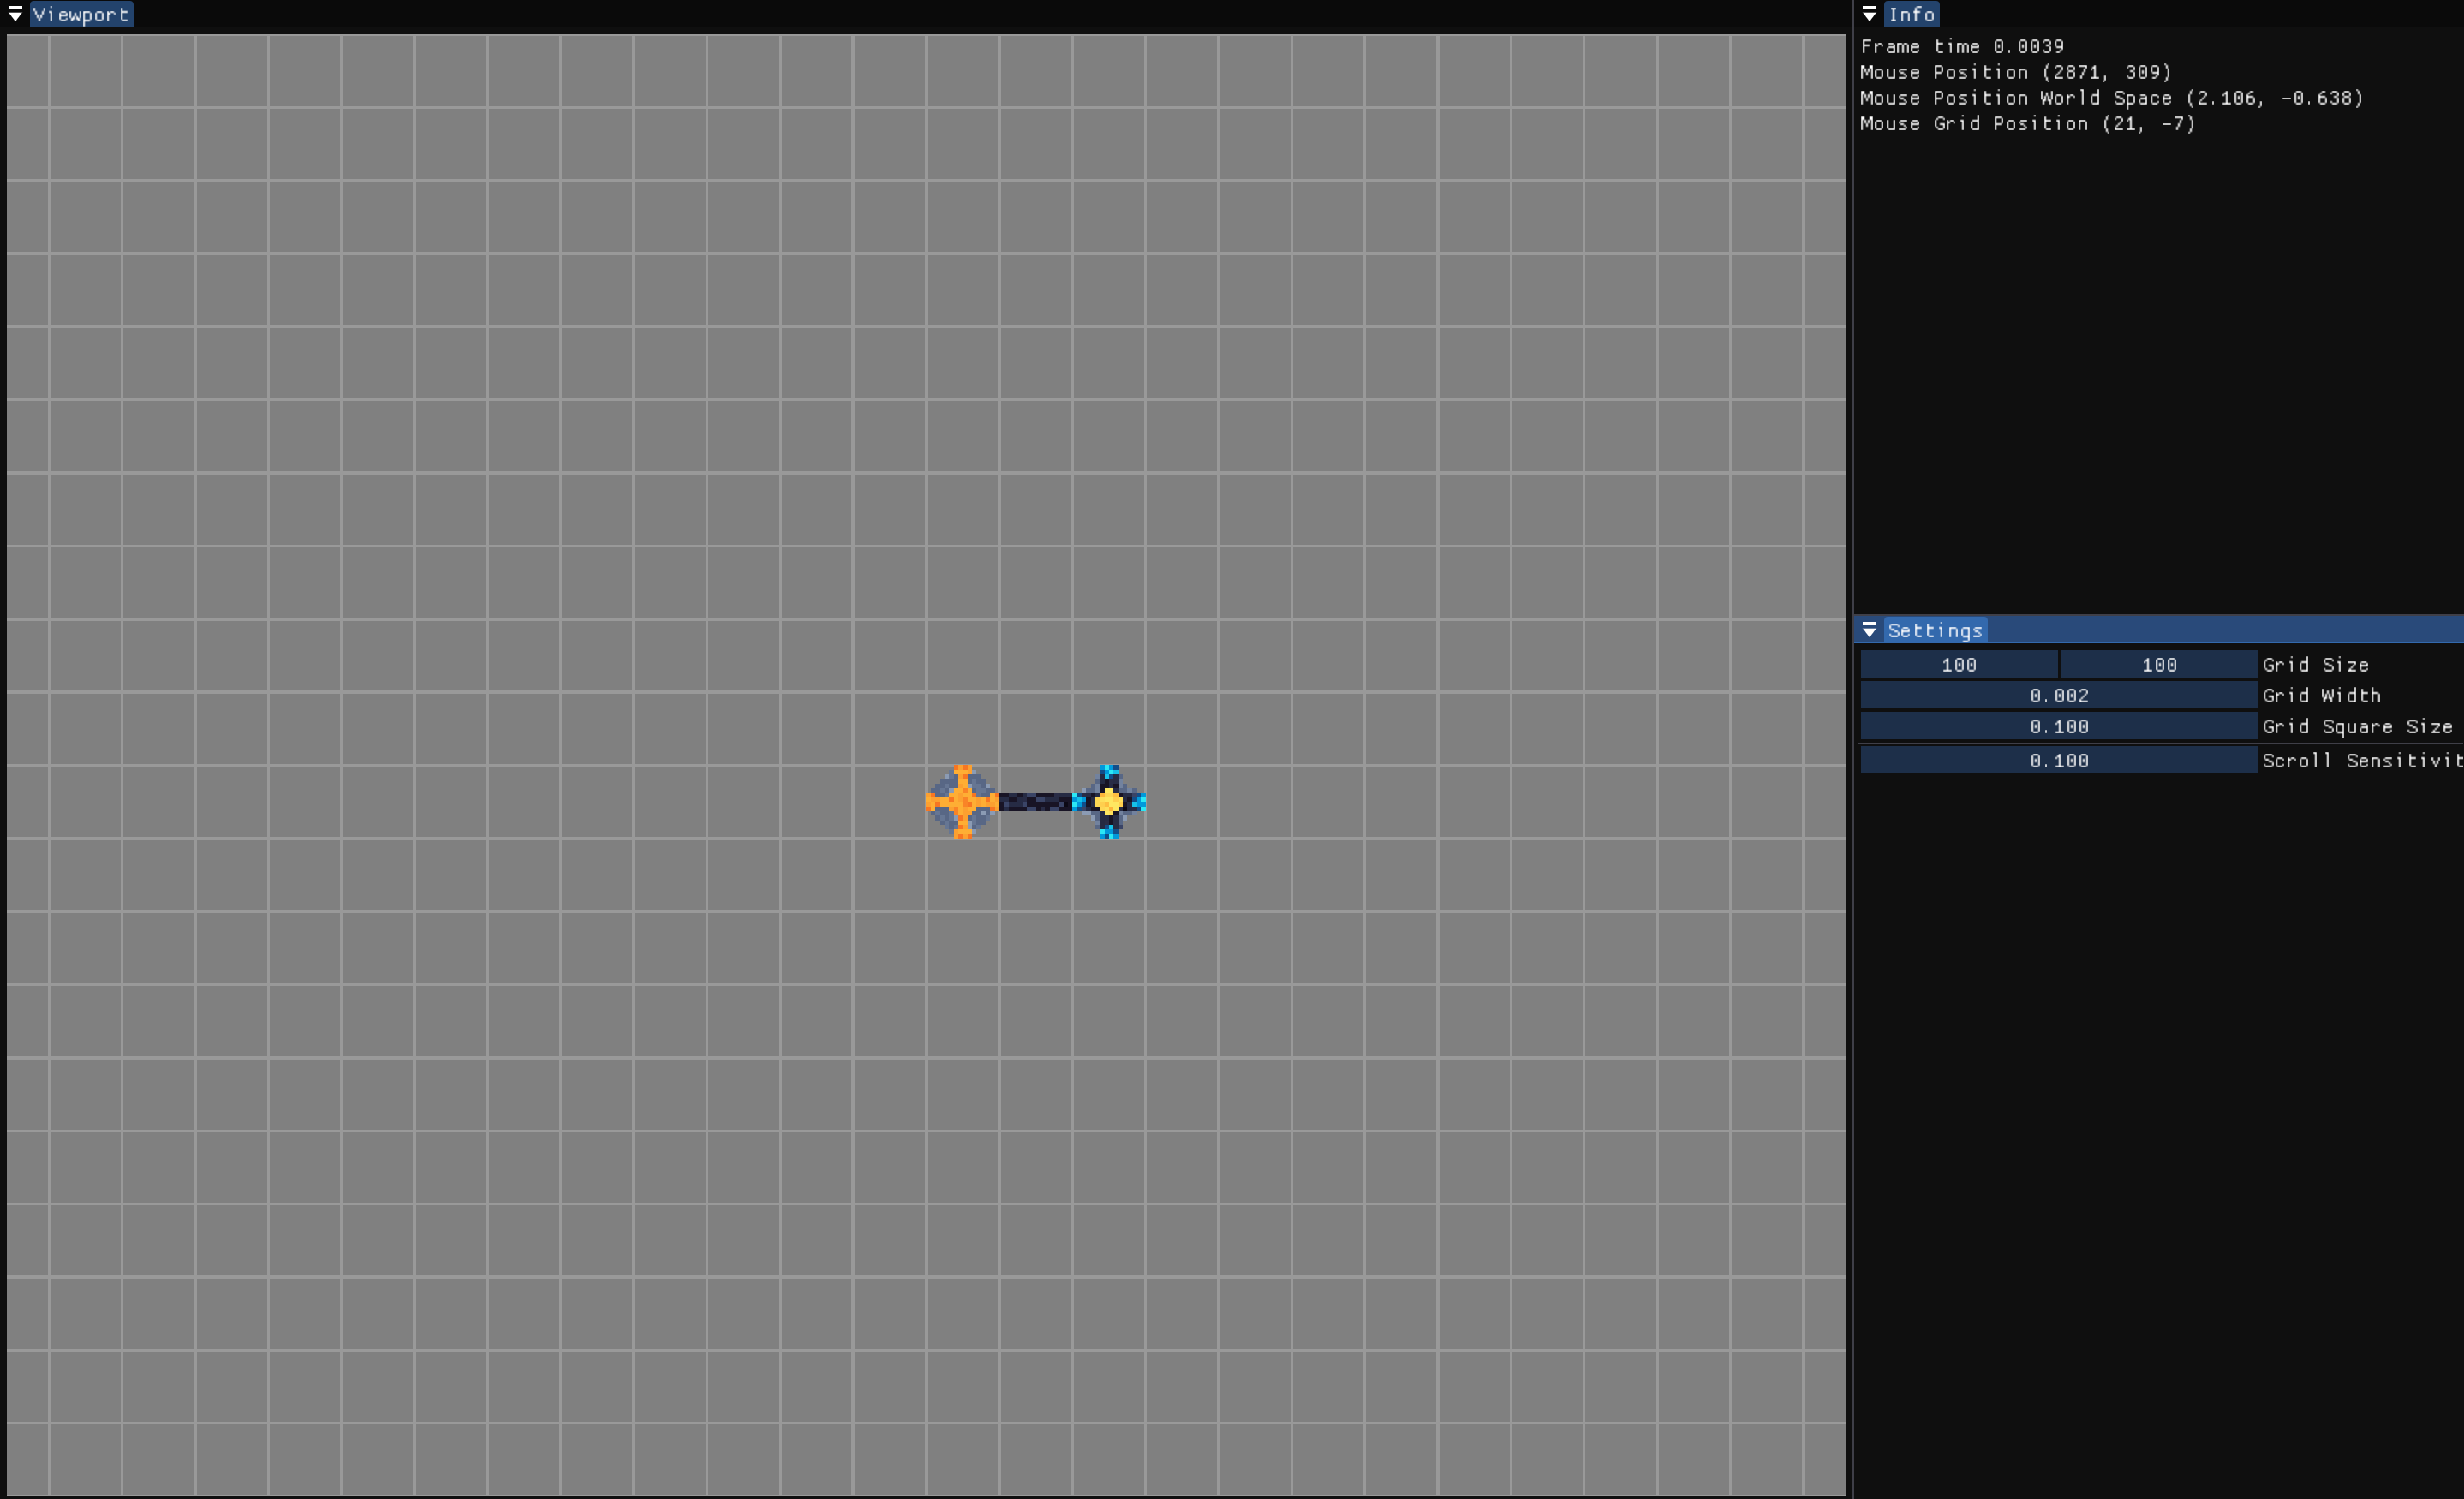 Viewport
Info
Frame time 0.0039
Mouse Position (2871, 309)
Mouse Position World Space (2.106, -0.638)
Mouse Grid Position (21, -7)
Settings
100 100 Grid Size
0.002 Grid Width
0.100 Grid Square Size
0.100 Scroll Sensitivit